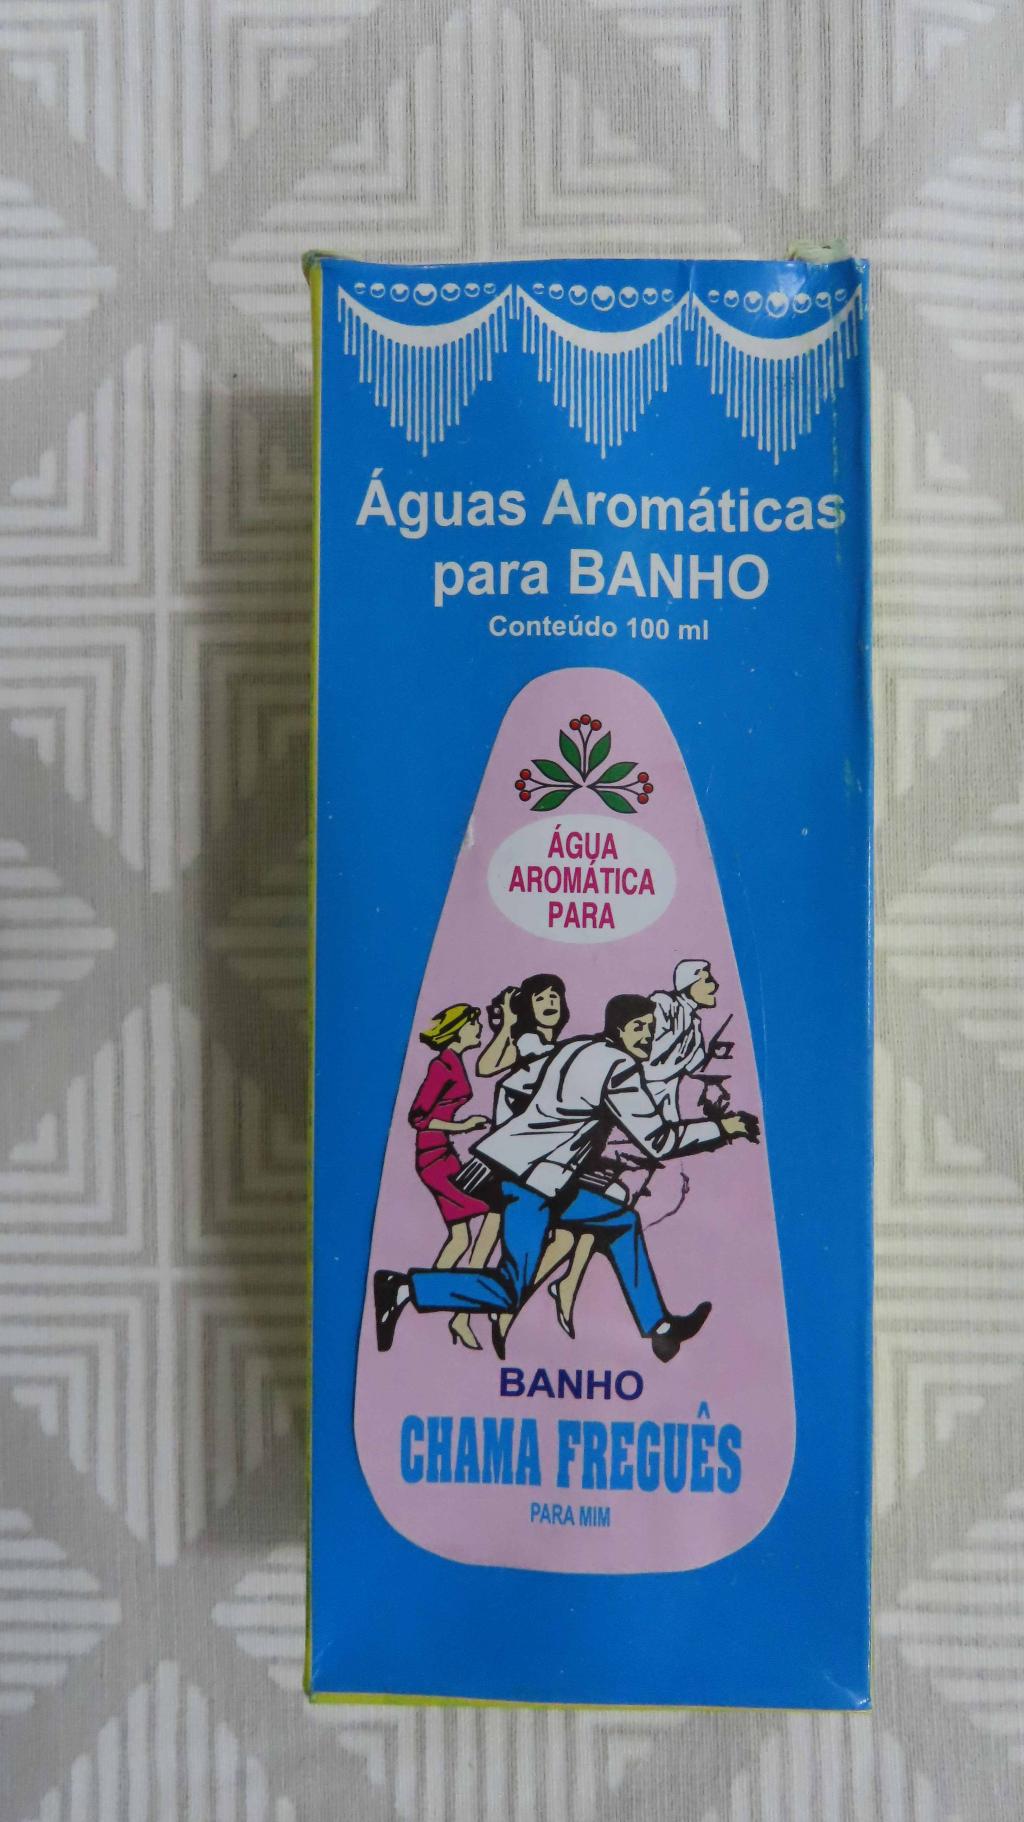 Águas Aromáticas
para BANHO
Conteúdo 100 ml
ÁGUA
AROMÁTICA
PARA
BANHO
CHAMA FREGUÊS
PARA MIM